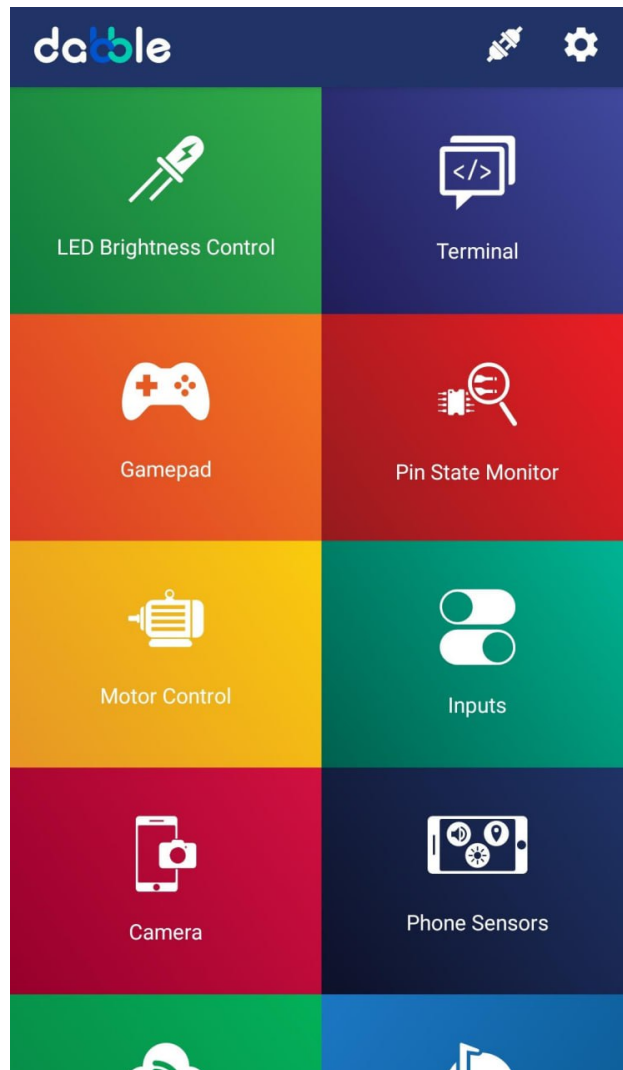 dabble
LED Brightness Control
</>
Terminal
Gamepad
Pin State Monitor
Motor Control
Inputs
Camera
Phone Sensors